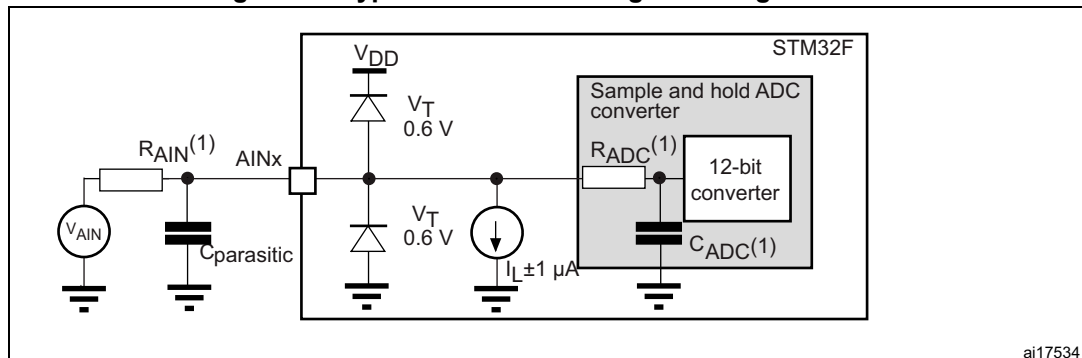 STM32F
VDD
Sample and hold ADC
converter
VT
0.6 V
RAIN(1)
AINx
RADC(1)
12-bit
converter
VAIN
Cparasitic
VT
0.6 V
IL±1 µA
CADC(1)
ai17534